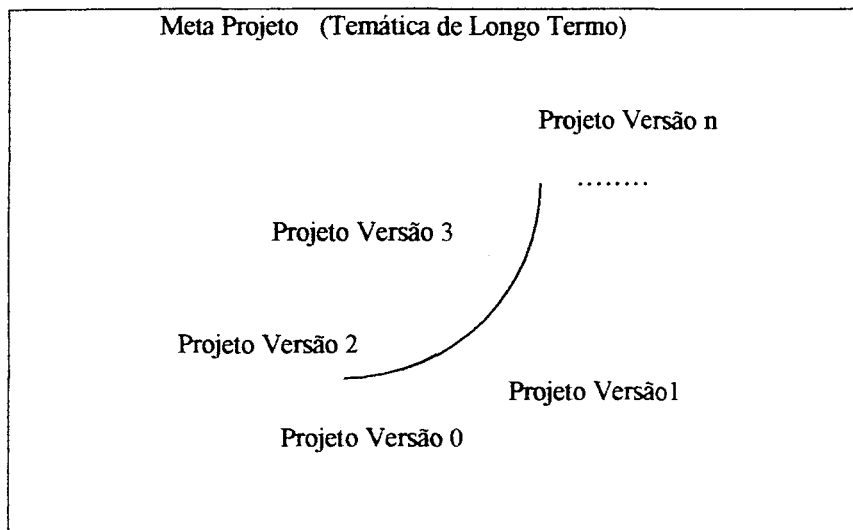 Meta Projeto (Temática de Longo Termo)
Projeto Versão n
........
Projeto Versão 3
Projeto Versão 2
Projeto Versão1
Projeto Versão 0